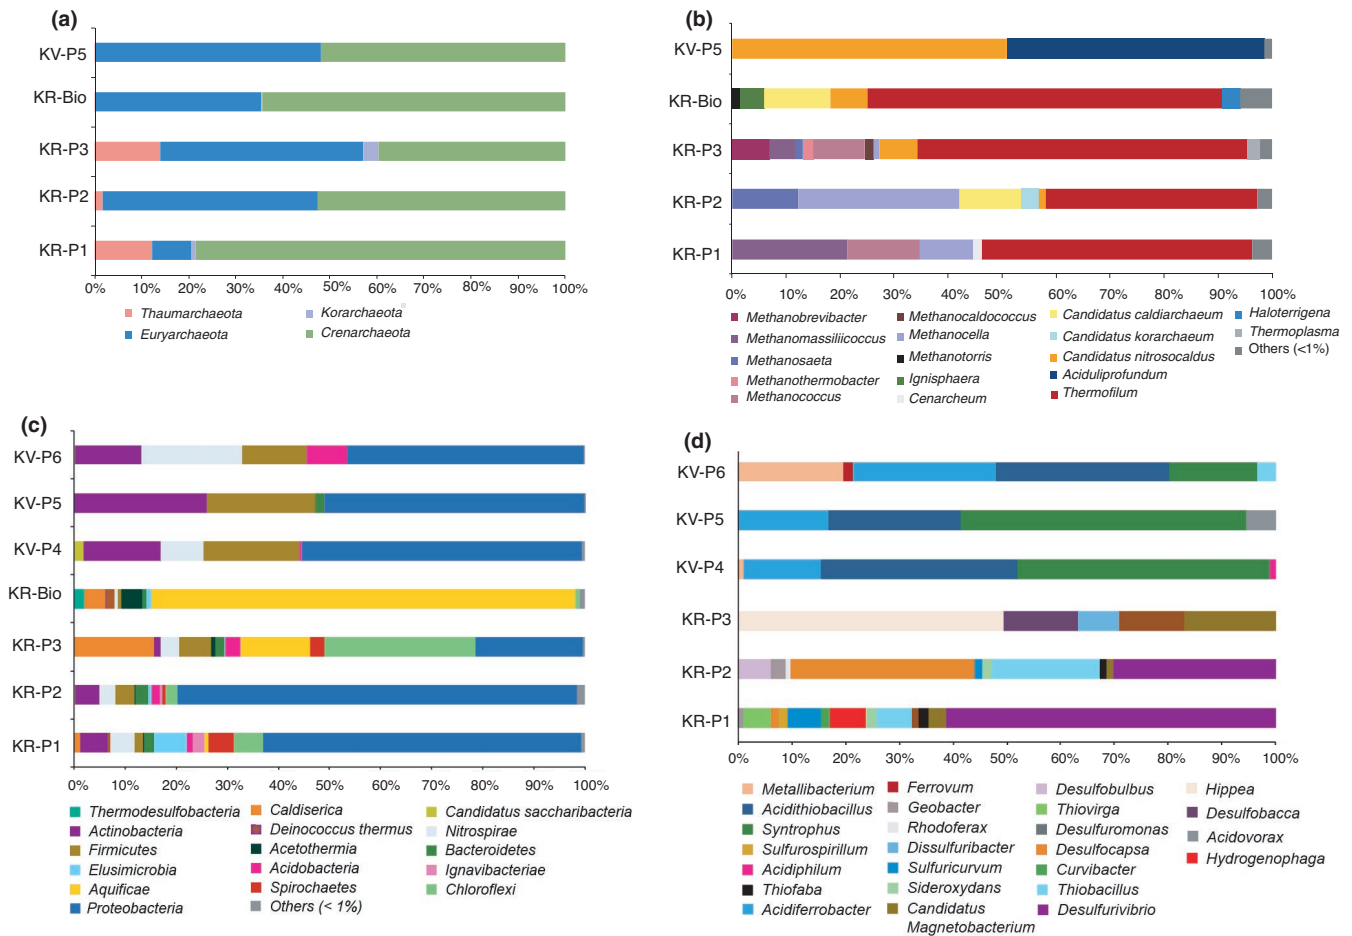 (a)
KV-P5
KR-Bio
KR-P3
KR-P2
KR-P1
0% 10% 20% 30% 40% 50% 60% 70% 80% 90% 100%
Thaumarchaeota
Korarchaeota
Euryarchaeota
Crenarchaeota
(b)
KV-P5
KR-Bio
KR-P3
KR-P2
KR-P1
0% 10% 20% 30% 40% 50% 60% 70% 80% 90% 100%
Methanobrevibacter
Methanomassiliicoccus
Methanosaeta
Methanothermobacter
Methanococcus
Methanocaldococcus
Methanocella
Methanotorris
Ignisphaera
Cenarcheum
Candidatus caldiarchaeum
Candidatus korarchaeum
Candidatus nitrosocaldus
Aciduliprofundum
Thermofilum
Haloterrigena
Thermoplasma
Others (<1%)
(c)
KV-P6
KV-P5
KV-P4
KR-Bio
KR-P3
KR-P2
KR-P1
0% 10% 20% 30% 40% 50% 60% 70% 80% 90% 100%
Thermodesulfobacteria
Actinobacteria
Firmicutes
Elusimicrobia
Aquificae
Proteobacteria
Caldiserica
Deinococcus thermus
Acetothermia
Acidobacteria
Spirochaetes
Others (< 1%)
Candidatus saccharibacteria
Nitrospirae
Bacteroidetes
Ignavibacteriae
Chloroflexi
(d)
KV-P6
KV-P5
KV-P4
KR-P3
KR-P2
KR-P1
0% 10% 20% 30% 40% 50% 60% 70% 80% 90% 100%
Metallibacterium
Acidithiobacillus
Syntrophus
Sulfurospirillum
Acidiphilum
Thiofaba
Acidiferrobacter
Ferrovum
Geobacter
Rhodoferax
Dissulfuribacter
Sulfuricurvum
Sideroxydans
Candidatus
Magnetobacterium
Desulfobulbus
Thiovirga
Desulfuromonas
Desulfocapsa
Curvibacter
Thiobacillus
Desulfurivibrio
Hippea
Desulfobacca
Acidovorax
Hydrogenophaga